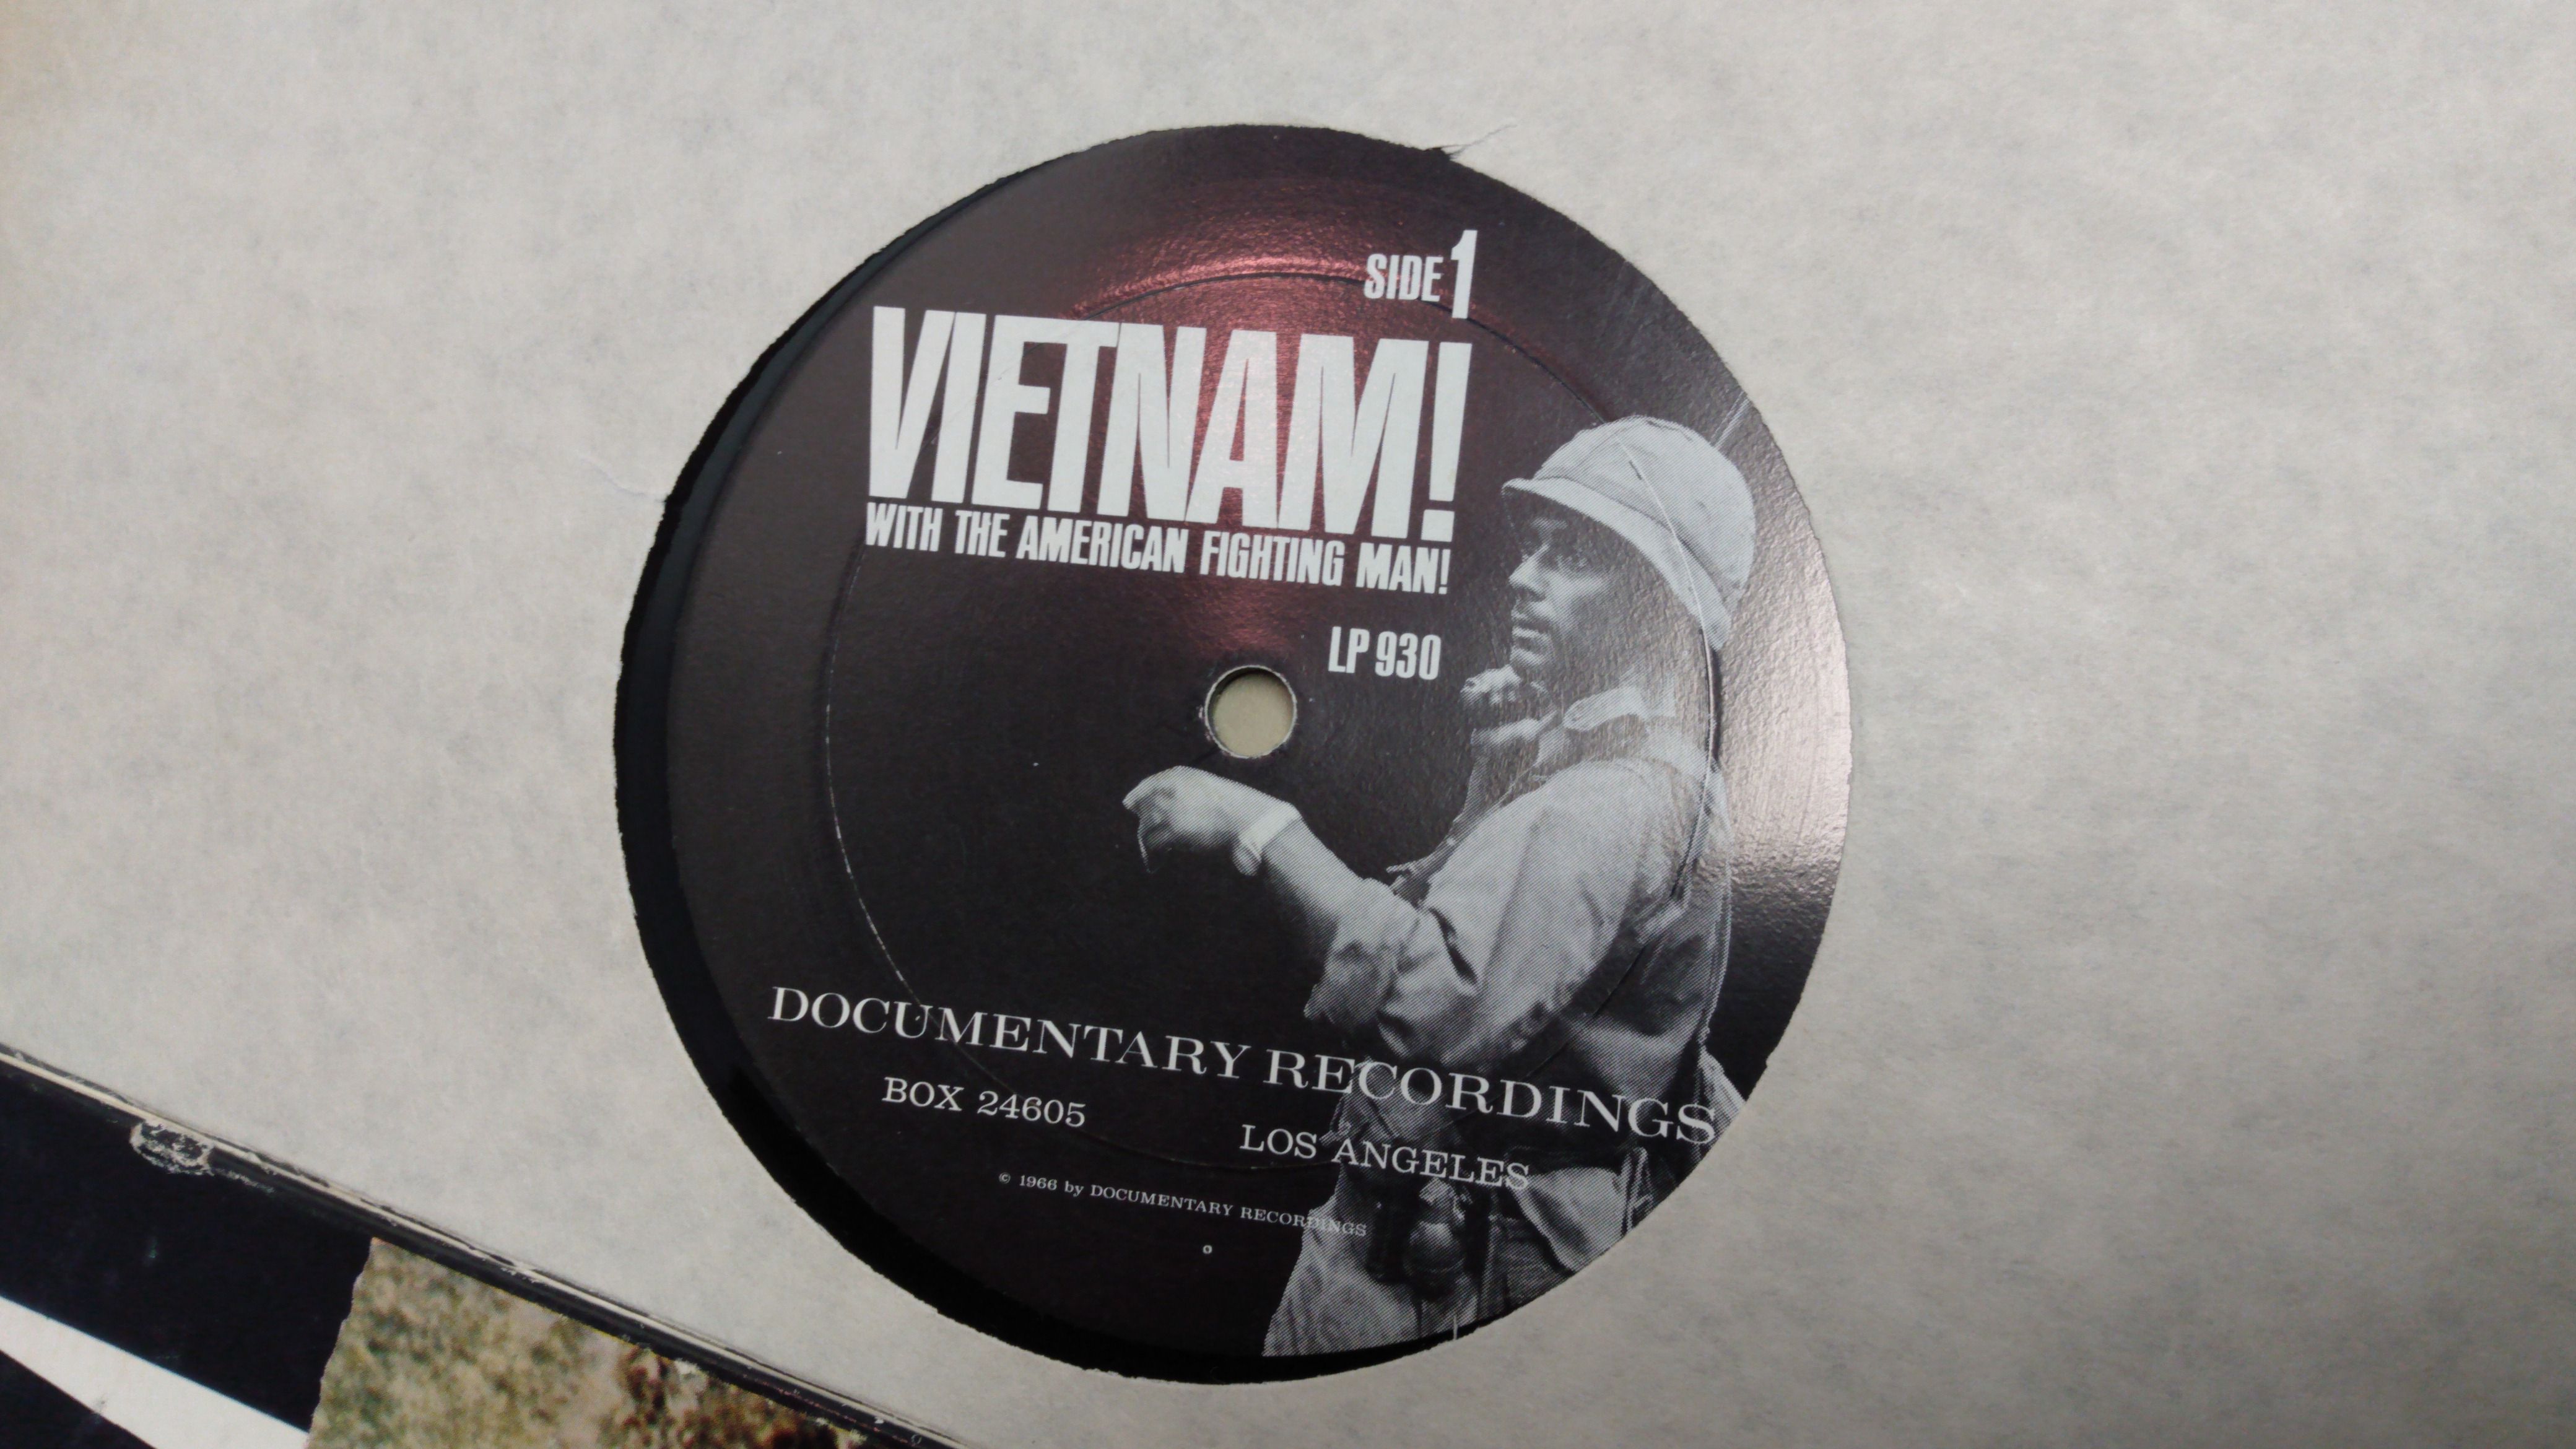 SIDE 1
VIETNAM!
WITH THE AMERICAN FIGHTING MAN!
LP 930
DOCUMENTARY RECORDINGS
BOX 24605 LOS ANGELES
© 1966 by DOCUMENTARY RECORDINGS